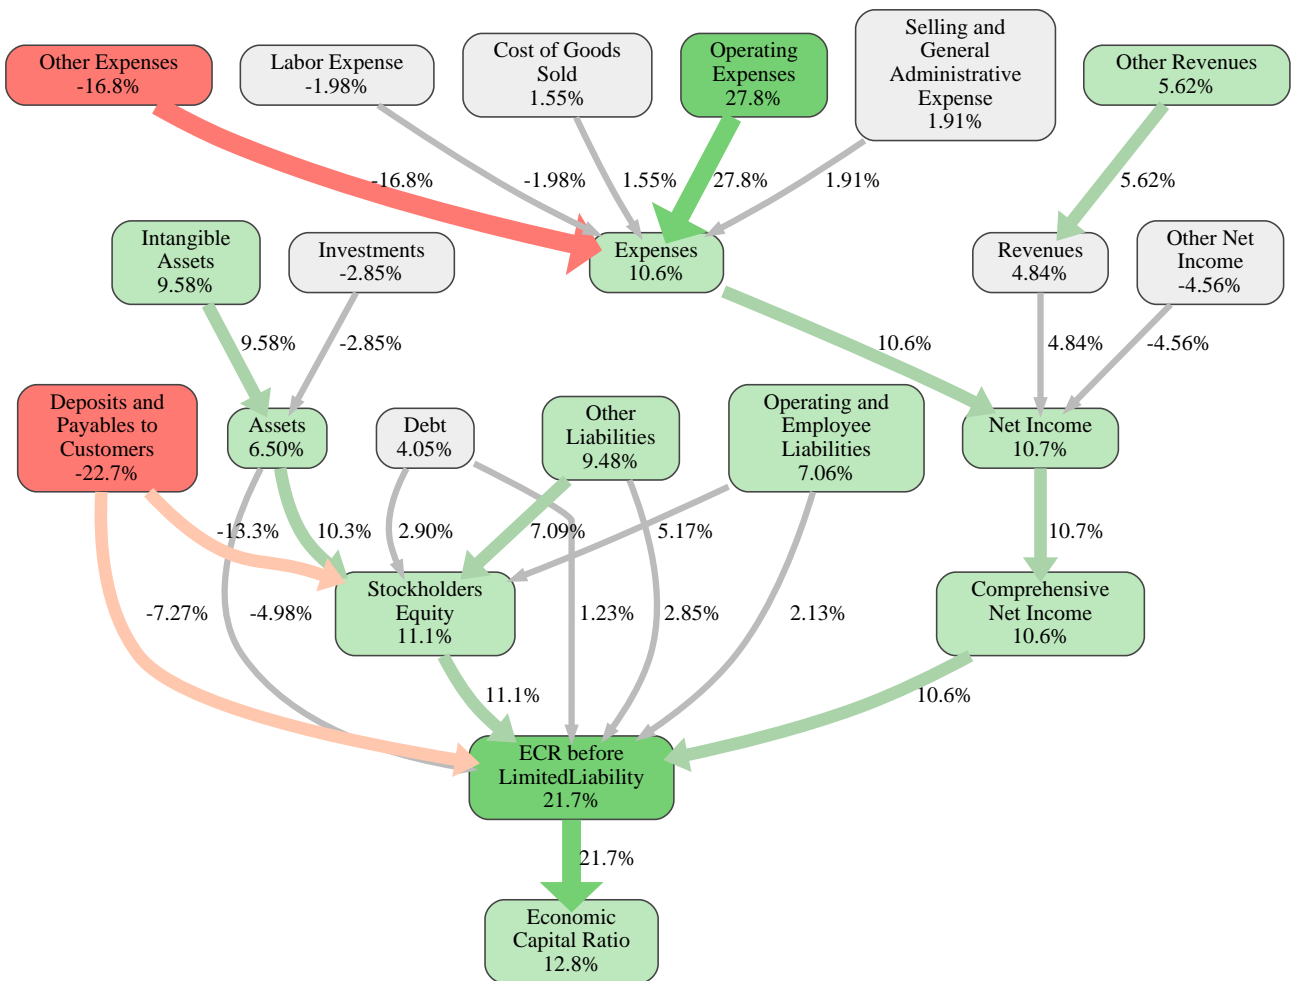 Other Expenses
-16.8%
Labor Expense
-1.98%
Cost of Goods
Sold
1.55%
Operating
Expenses
27.8%
Selling and
General
Administrative
Expense
1.91%
Other Revenues
5.62%
-16.8%
-1.98%
1.55%
27.8%
1.91%
5.62%
Intangible
Assets
9.58%
Investments
-2.85%
Expenses
10.6%
Revenues
4.84%
Other Net
Income
-4.56%
9.58%
-2.85%
10.6%
4.84%
-4.56%
Deposits and
Payables to
Customers
-22.7%
Assets
6.50%
Debt
4.05%
Other
Liabilities
9.48%
Operating and
Employee
Liabilities
7.06%
Net Income
10.7%
-13.3%
10.3%
2.90%
7.09%
5.17%
10.7%
-7.27%
-4.98%
Stockholders
Equity
11.1%
1.23%
2.85%
2.13%
Comprehensive
Net Income
10.6%
11.1%
10.6%
ECR before
LimitedLiability
21.7%
21.7%
Economic
Capital Ratio
12.8%